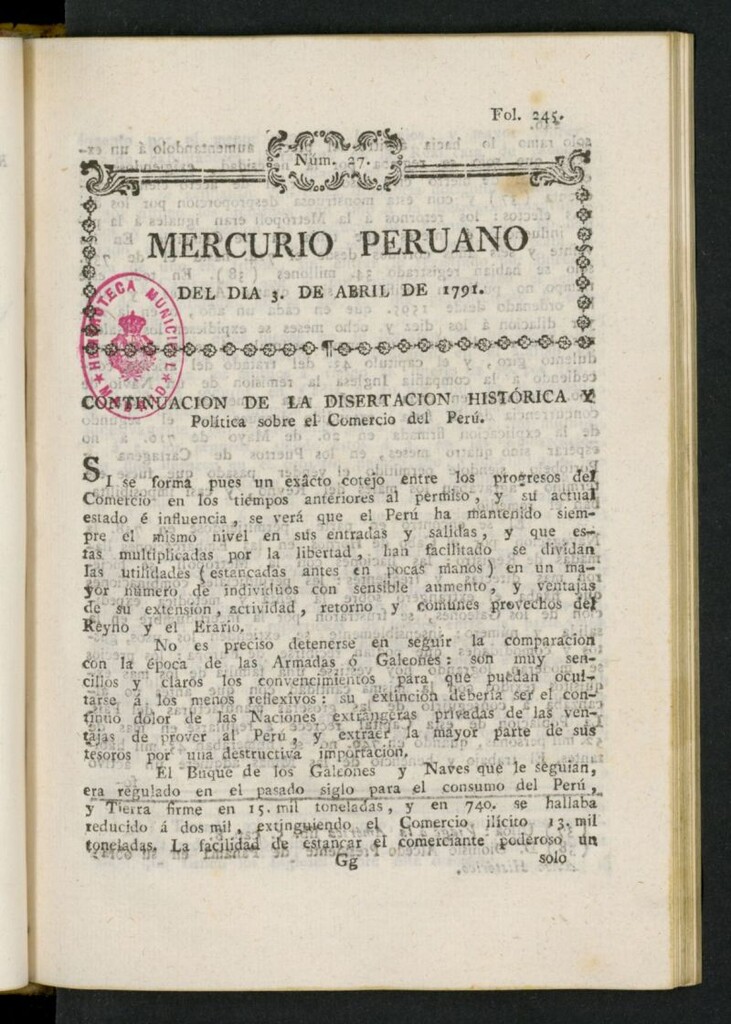 Fol. 245.
Núm. 27.
MERCURIO PERUANO
DEL DIA 3. DE ABRIL DE 1791.
HEMEROTECA MUNICIPAL
CONTINUACION DE LA DISERTACION HISTÓRICA Y
Política sobre el Comercio del Perú.
SI se forma pues un exâcto cotejo entre los progresos del
Comercio en los tiempos anteriores al permiso, y su actual
estado é influencia, se verá que el Perú ha mantenido siem-
pre el mismo nivel en sus entradas y salidas, y que es-
tas multiplicadas por la libertad, han facilitado se dividan
las utilidades (estancadas antes en pocas manos) en un ma-
yor número de individuos con sensible aumento, y ventajas
de su extension, actividad, retorno y comunes provechos del
Reyno y el Erario.
No es preciso detenerse en seguir la comparacion
con la época de las Armadas ó Galeones: son muy sen-
cillos y claros los convencimientos para que puedan ocul-
tarse á los menos reflexîvos: su extincion debería ser el con-
tinuo dolor de las Naciones extrangeras privadas de las ven-
tajas de prover al Perú, y extraer la mayor parte de sus
tesoros por una destructiva importación.
El Buque de los Galeones y Naves que le seguian,
era regulado en el pasado siglo para el consumo del Perú,
y Tierra firme en 15. mil toneladas, y en 740. se hallaba
reducido á dos mil, extinguiendo el Comercio ilícito 13. mil
toneladas. La facilidad de estancar el comerciante poderoso un
Gg solo